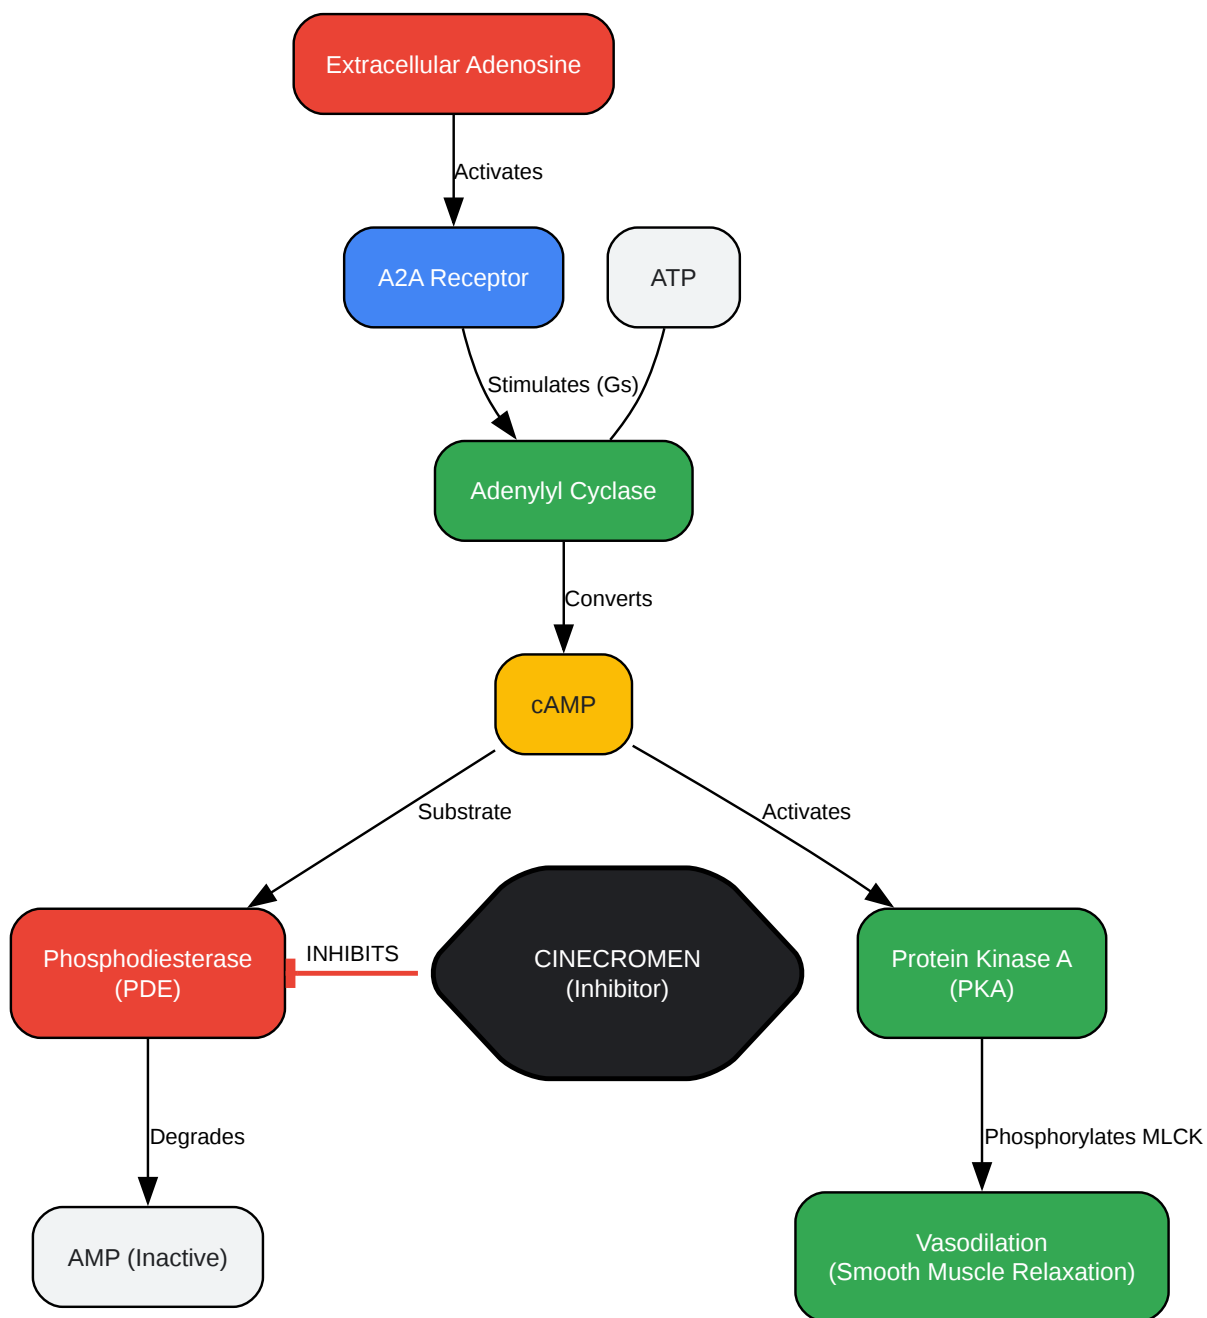 Extracellular Adenosine
Activates
A2A Receptor
ATP
Stimulates (Gs)
Adenylyl Cyclase
Converts
cAMP
Substrate
Activates
Phosphodiesterase
(PDE)
INHIBITS
CINECROMEN
(Inhibitor)
Protein Kinase A
(PKA)
Degrades
Phosphorylates MLCK
AMP (Inactive)
Vasodilation
(Smooth Muscle Relaxation)